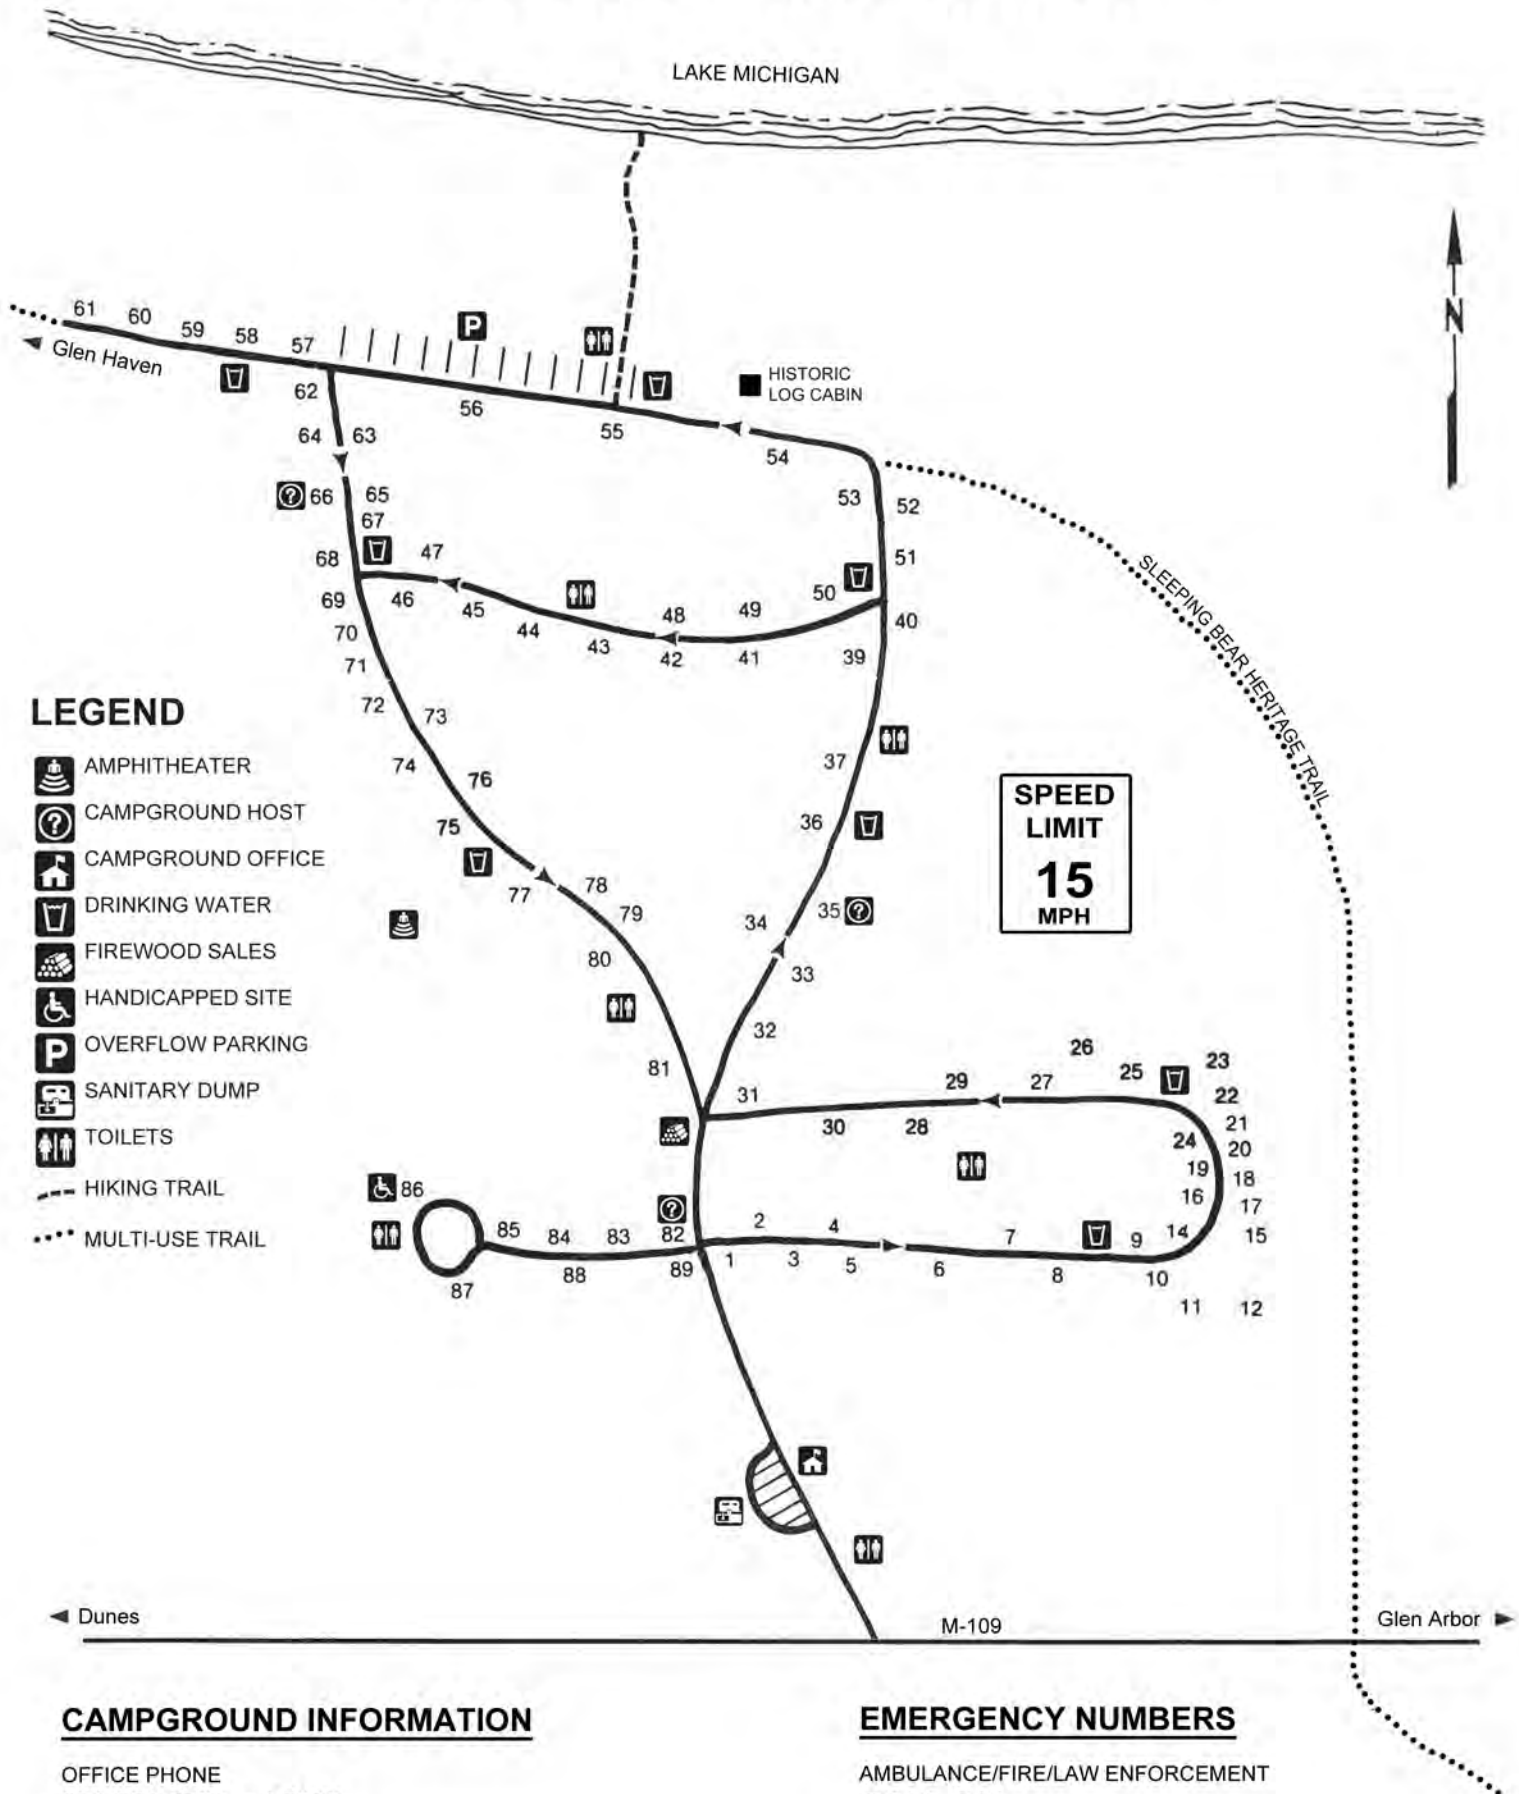 LAKE MICHIGAN
N
61 60 59 58 57
Glen Haven
P
HISTORIC
LOG CABIN
62
56
55
64 63
54
? 66
65
67
53
52
68
47
51
69
46
45
44
43
48
42
49
41
50
40
39
70
71
72
73
74
76
75
77
78
79
80
81
37
36
35 ?
34
33
32
SLEEPING BEAR HERITAGE TRAIL
SPEED
LIMIT
15
MPH
LEGEND
AMPHITHEATER
? CAMPGROUND HOST
CAMPGROUND OFFICE
DRINKING WATER
FIREWOOD SALES
HANDICAPPED SITE
P OVERFLOW PARKING
SANITARY DUMP
TOILETS
HIKING TRAIL
MULTI-USE TRAIL
31
30
29
28
27
26
25
23
22
21
24
20
19
18
16
17
14
15
86
85 84 83 82 ?
87
88
89
1
2
3
4
5
6
7
8
9
10
11
12
Dunes
M-109
Glen Arbor
CAMPGROUND INFORMATION
OFFICE PHONE
EMERGENCY NUMBERS
AMBULANCE/FIRE/LAW ENFORCEMENT